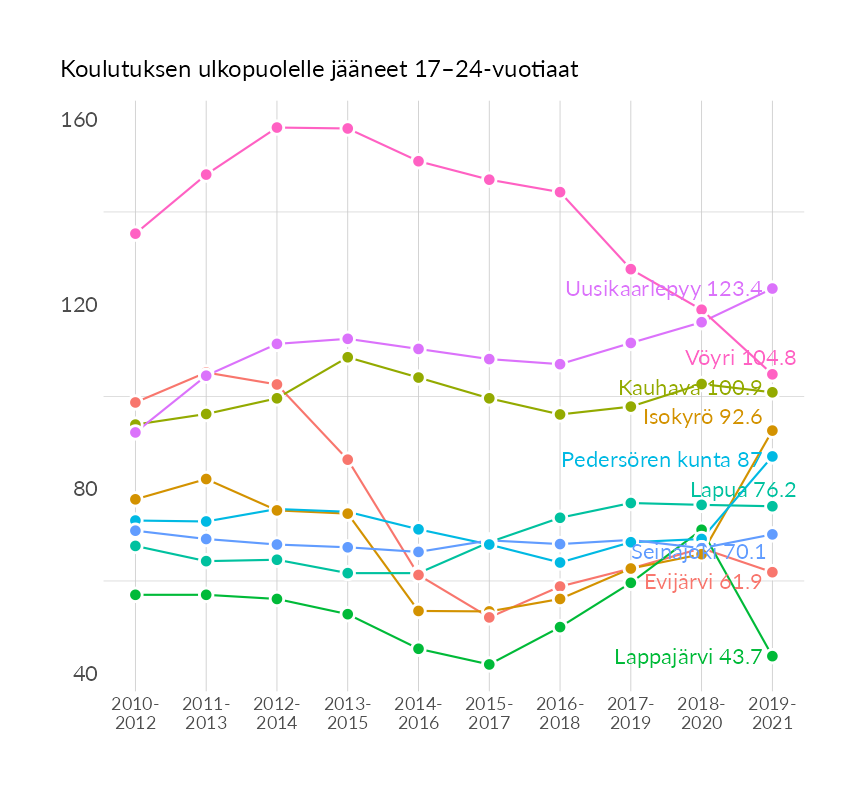 Koulutuksen ulkopuolelle jääneet 17–24-vuotiaat
160
120
80
40
Uusikaarlepyy 123.4
Vöyri 104.8
Kauhava 100.9
Isokyrö 92.6
Pedersören kunta 87
Lapua 76.2
Seinäjoki 70.1
Evijärvi 61.9
Lappajärvi 43.7
2010- 2011- 2012- 2013- 2014- 2015- 2016- 2017- 2018- 2019-
2012 2013 2014 2015 2016 2017 2018 2019 2020 2021